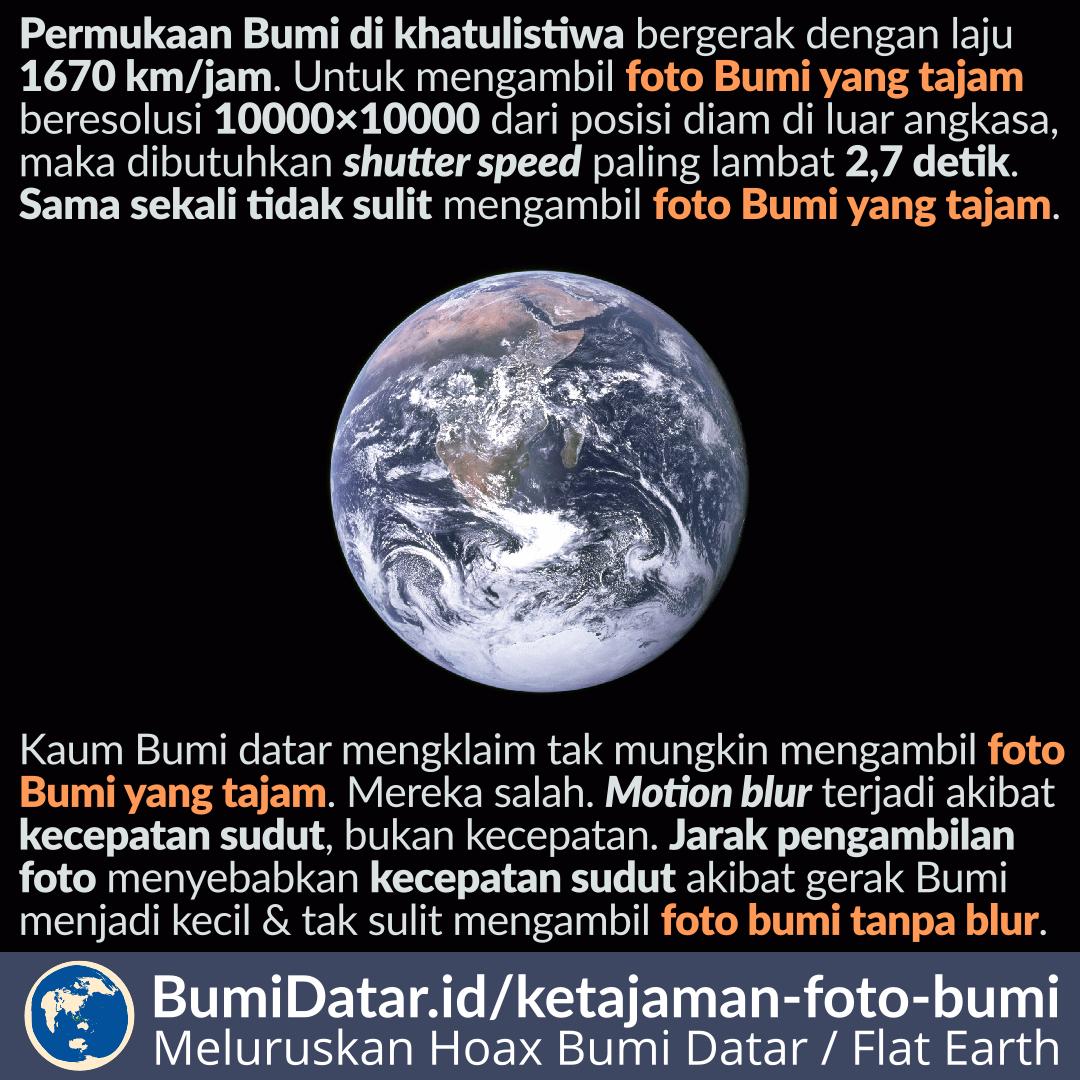 Permukaan Bumi di khatulistiwa bergerak dengan laju
1670 km/jam. Untuk mengambil foto Bumi yang tajam
beresolusi 10000×10000 dari posisi diam di luar angkasa,
maka dibutuhkan shutter speed paling lambat 2,7 detik.
Sama sekali tidak sulit mengambil foto Bumi yang tajam.
Kaum Bumi datar mengklaim tak mungkin mengambil foto
Bumi yang tajam. Mereka salah. Motion blur terjadi akibat
kecepatan sudut, bukan kecepatan. Jarak pengambilan
foto menyebabkan kecepatan sudut akibat gerak Bumi
menjadi kecil & tak sulit mengambil foto bumi tanpa blur.
BumiDatar.id/ketajaman-foto-bumi
Meluruskan Hoax Bumi Datar / Flat Earth